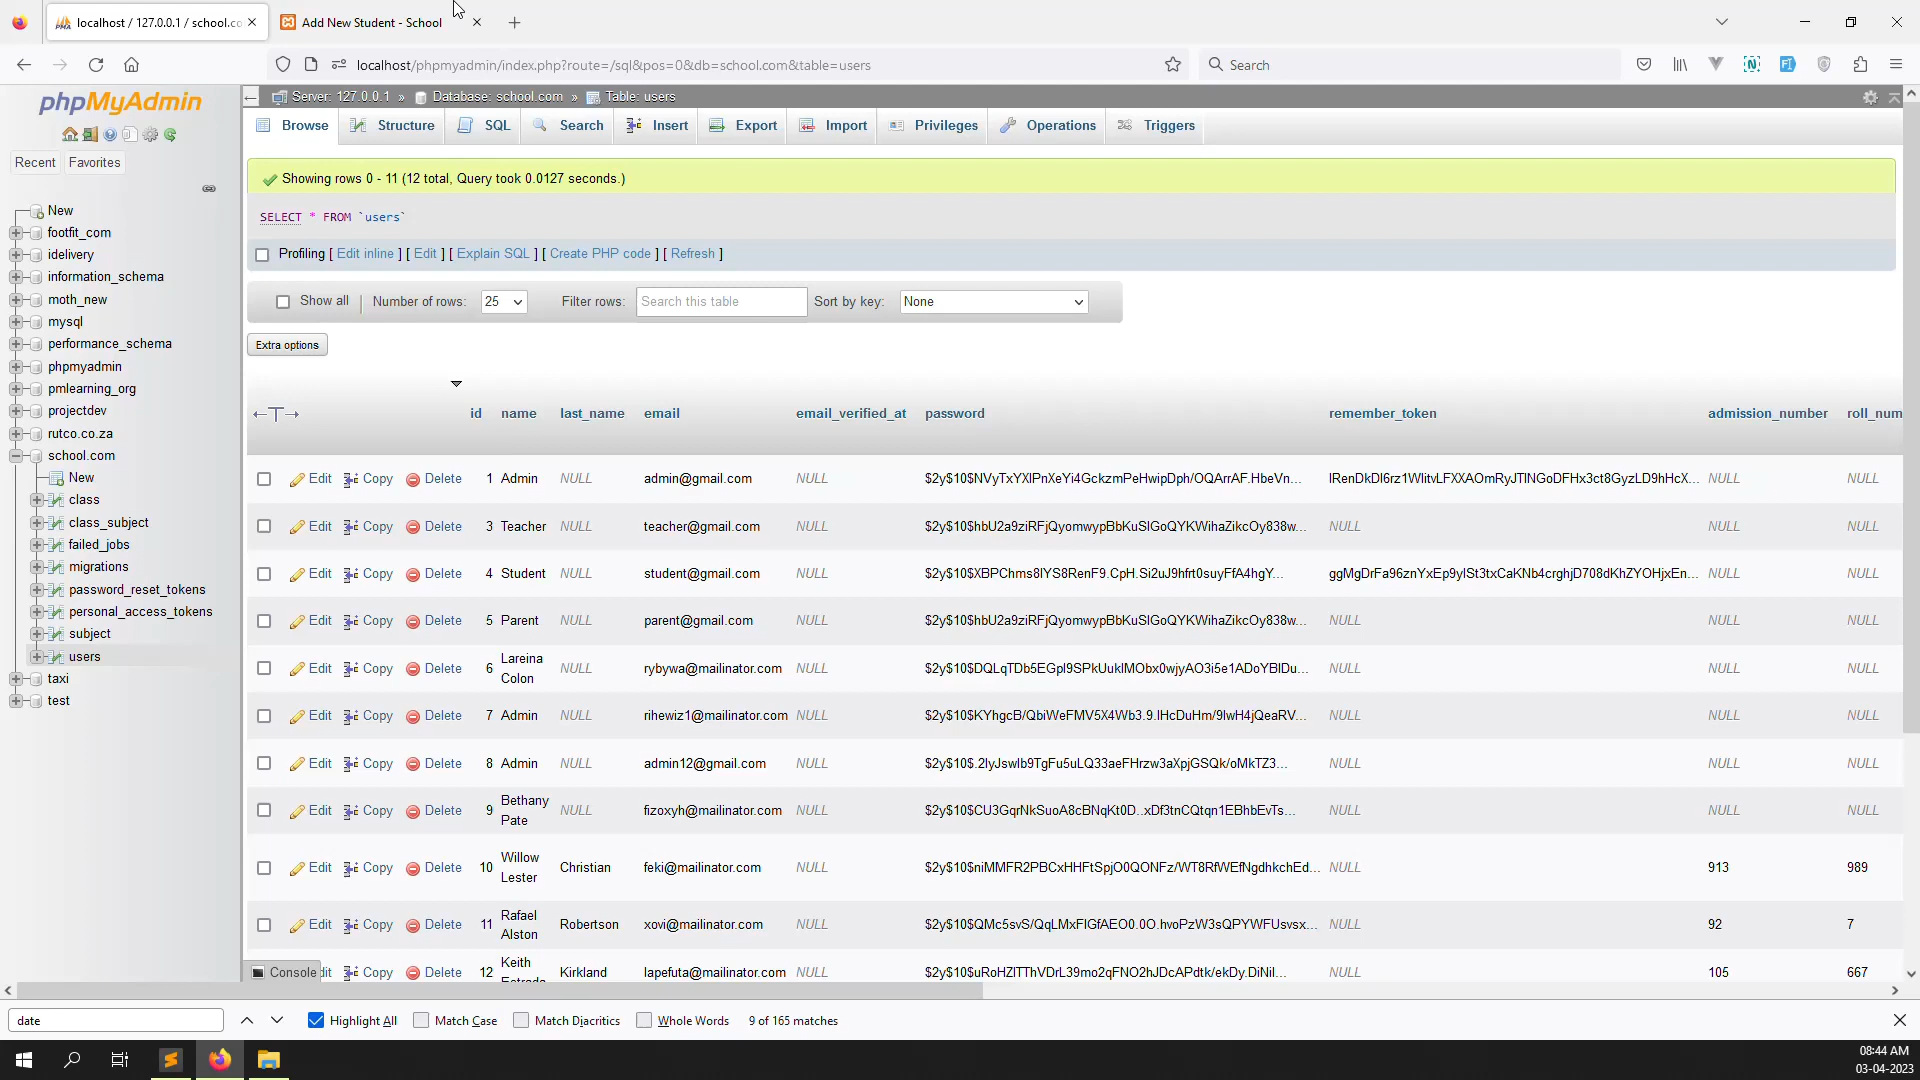 localhost / 127.0.0.1 / school.co
Add New Student - School
localhost/phpmyadmin/index.php?route=/sql&pos=0&db=school.com&table=users
Search
phpMyAdmin
Recent
Favorites
New
footfit_com
idelivery
information_schema
moth_new
mysql
performance_schema
phpmyadmin
pmlearning_org
projectdev
rutco.co.za
school.com
New
class
class_subject
failed_jobs
migrations
password_reset_tokens
personal_access_tokens
subject
users
taxi
test
Server: 127.0.0.1 » Database: school.com » Table: users
Browse Structure SQL Search Insert Export Import Privileges Operations Triggers
Showing rows 0 - 11 (12 total, Query took 0.0127 seconds.)
SELECT * FROM `users`
Profiling [ Edit inline ] [ Edit ] [ Explain SQL ] [ Create PHP code ] [ Refresh ]
Show all Number of rows: 25 Filter rows: Search this table Sort by key: None
Extra options
id name last_name email email_verified_at password remember_token admission_number roll_num
Edit Copy Delete 1 Admin NULL admin@gmail.com NULL NULL NULL
Edit Copy Delete 3 Teacher NULL teacher@gmail.com NULL NULL NULL NULL
Edit Copy Delete 4 Student NULL student@gmail.com NULL NULL NULL
Edit Copy Delete 5 Parent NULL parent@gmail.com NULL NULL NULL NULL
Edit Copy Delete 6 Lareina Colon NULL rybywa@mailinator.com NULL NULL NULL NULL
Edit Copy Delete 7 Admin NULL rihewiz1@mailinator.com NULL NULL NULL NULL
Edit Copy Delete 8 Admin NULL admin12@gmail.com NULL NULL NULL NULL
Edit Copy Delete 9 Bethany Pate NULL fizoxyh@mailinator.com NULL NULL NULL NULL
Edit Copy Delete 10 Willow Lester Christian feki@mailinator.com NULL NULL 913 989
Edit Copy Delete 11 Rafael Alston Robertson xovi@mailinator.com NULL NULL 92 7
Console Copy Delete 12 Keith Kirkland lapefuta@mailinator.com NULL NULL 105 667
date Highlight All Match Case Match Diacritics Whole Words 9 of 165 matches
08:44 AM
03-04-2023